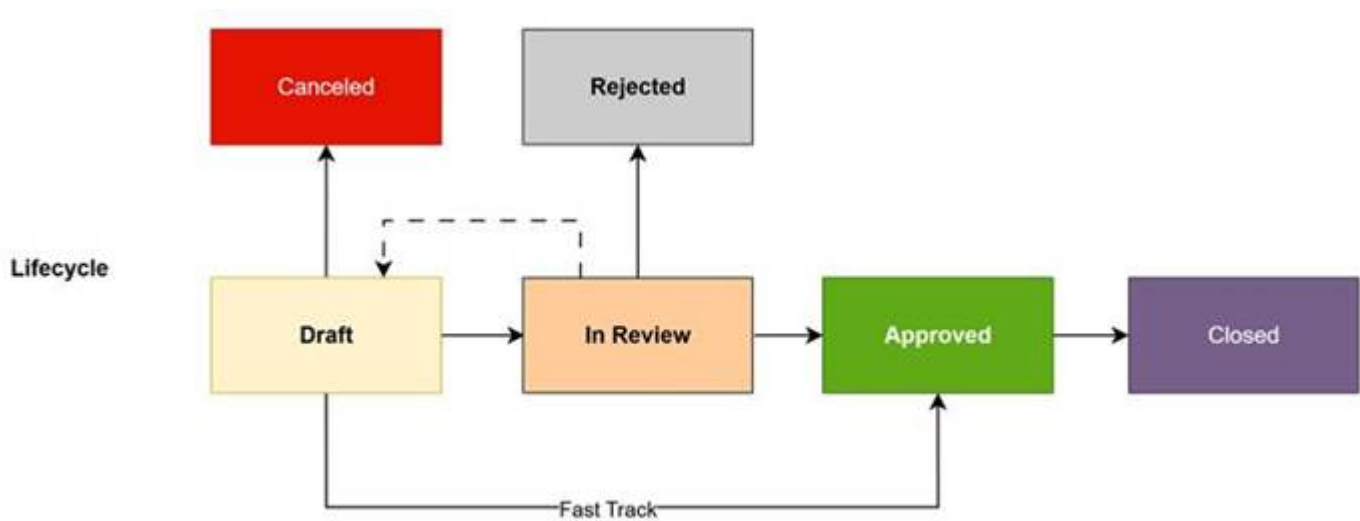 Canceled
Rejected
Lifecycle
Draft
In Review
Approved
Closed
Fast Track